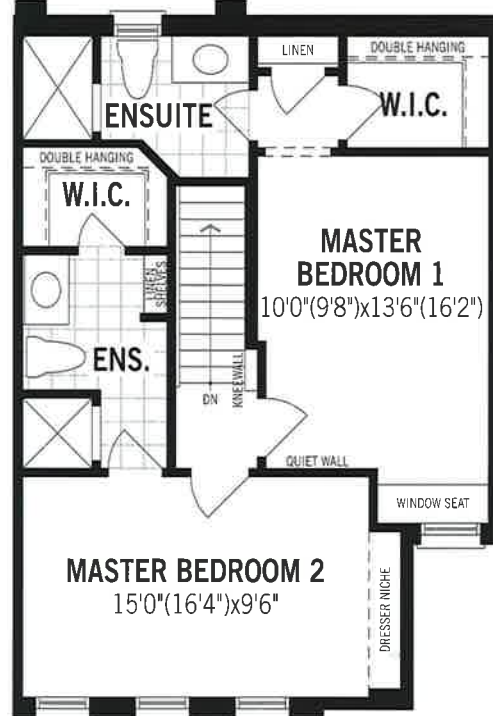 LINEN
DOUBLE HANGING
W.I.C.
ENSUITE
DOUBLE HANGING
W.I.C.
MASTER
BEDROOM 1
10'0"(9'8")x13'6"(16'2")
LINEN
SHELVES
ENS.
DN
KNEEWALL
QUIET WALL
WINDOW SEAT
MASTER BEDROOM 2
15'0"(16'4")x9'6"
DRESSER NICHE